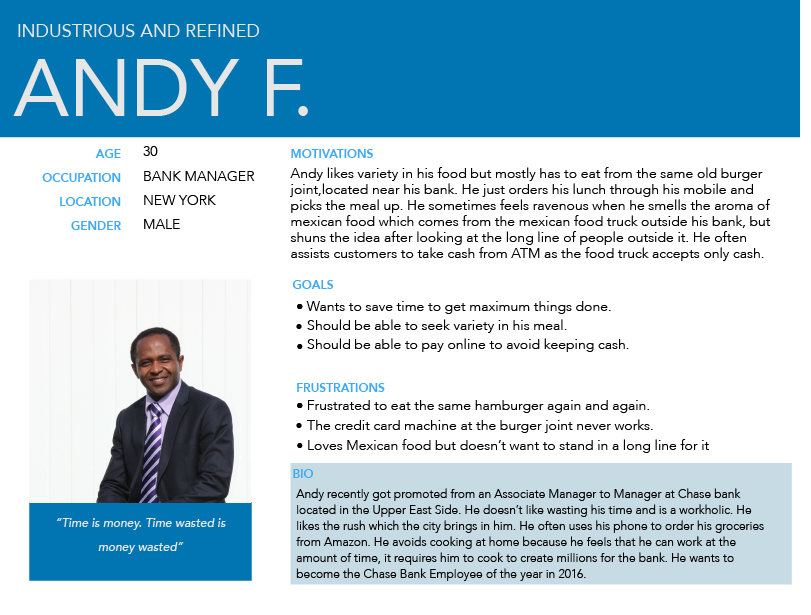 INDUSTRIOUS AND REFINED
ANDY F.
AGE 30
OCCUPATION BANK MANAGER
LOCATION NEW YORK
GENDER MALE
MOTIVATIONS
Andy likes variety in his food but mostly has to eat from the same old burger
joint,located near his bank. He just orders his lunch through his mobile and
picks the meal up. He sometimes feels ravenous when he smells the aroma of
mexican food which comes from the mexican food truck outside his bank, but
shuns the idea after looking at the long line of people outside it. He often
assists customers to take cash from ATM as the food truck accepts only cash.
GOALS
• Wants to save time to get maximum things done.
• Should be able to seek variety in his meal.
• Should be able to pay online to avoid keeping cash.
FRUSTRATIONS
• Frustrated to eat the same hamburger again and again.
• The credit card machine at the burger joint never works.
• Loves Mexican food but doesn't want to stand in a long line for it
"Time is money. Time wasted is
money wasted"
BIO
Andy recently got promoted from an Associate Manager to Manager at Chase bank
located in the Upper East Side. He doesn't like wasting his time and is a workholic. He
likes the rush which the city brings in him. He often uses his phone to order his groceries
from Amazon. He avoids cooking at home because he feels that he can work at the
amount of time, it requires him to cook to create millions for the bank. He wants to
become the Chase Bank Employee of the year in 2016.